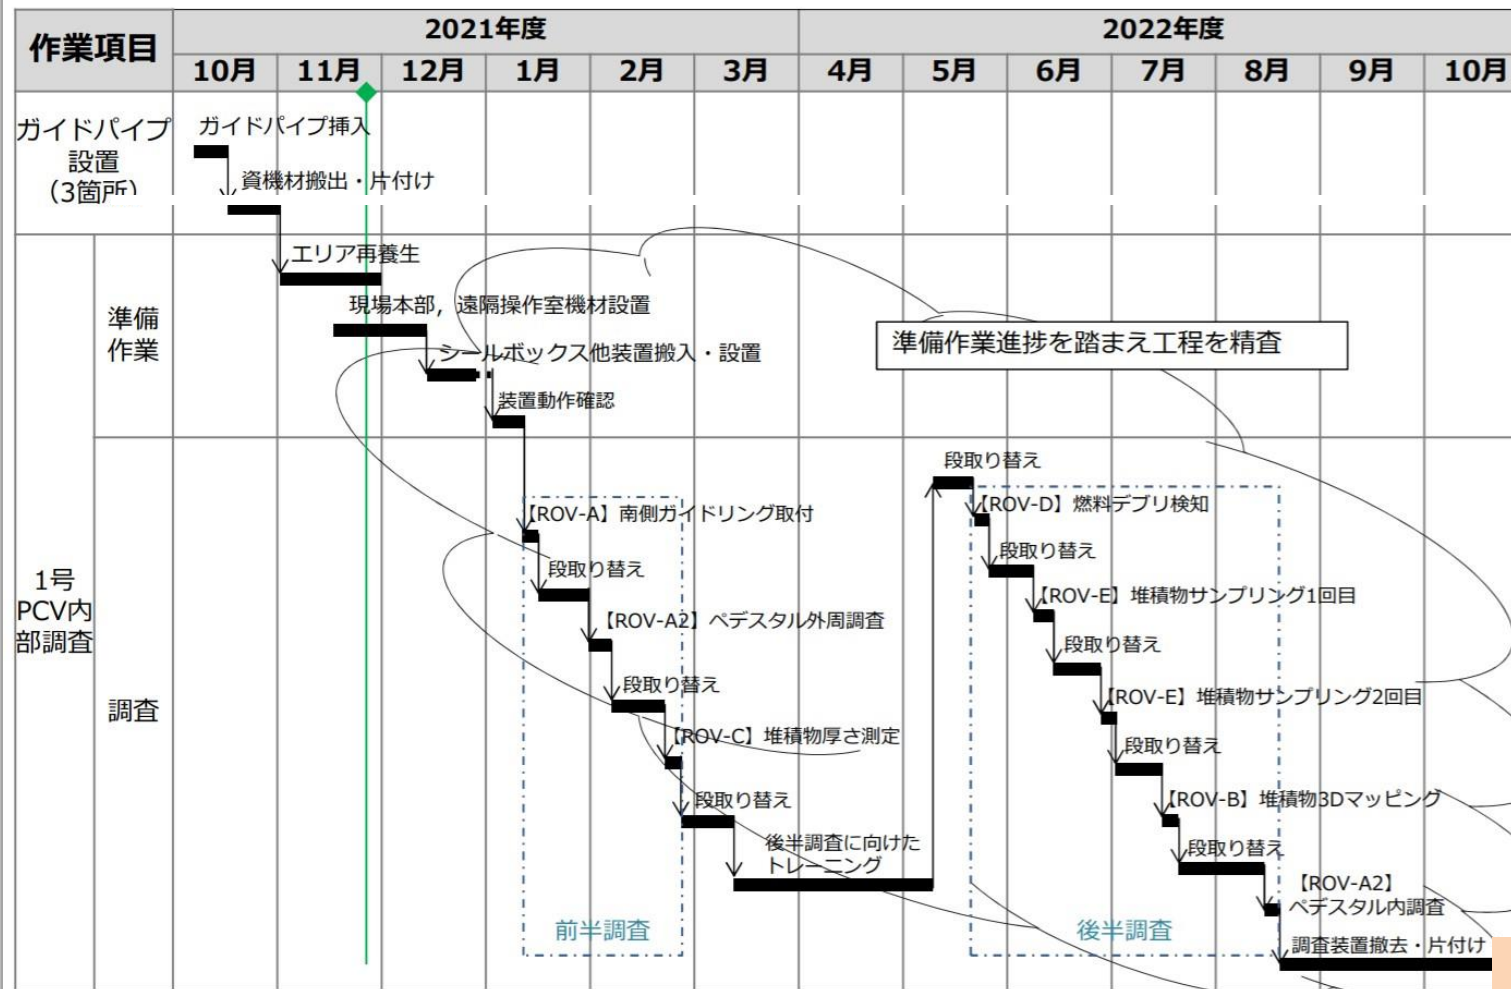 作業項目
2021年度
2022年度
10月
11月
12月
1月
2月
3月
4月
5月
6月
7月
8月
9月
10月
ガイドパイプ
設置
（3箇所）
ガイドパイプ挿入
資機材搬出・片付け
1号
PCV内
部調査
準備
作業
エリア再養生
現場本部，遠隔操作室機材設置
シールボックス他装置搬入・設置
装置動作確認
準備作業進捗を踏まえ工程を精査
調査
【ROV-A】南側ガイドリング取付
段取り替え
【ROV-A2】ペデスタル外周調査
段取り替え
【ROV-C】堆積物厚さ測定
段取り替え
後半調査に向けた
トレーニング
前半調査
段取り替え
【ROV-D】燃料デブリ検知
段取り替え
【ROV-E】堆積物サンプリング1回目
段取り替え
【ROV-E】堆積物サンプリング2回目
段取り替え
【ROV-B】堆積物3Dマッピング
段取り替え
【ROV-A2】
ペデスタル内調査
後半調査
調査装置撤去・片付け